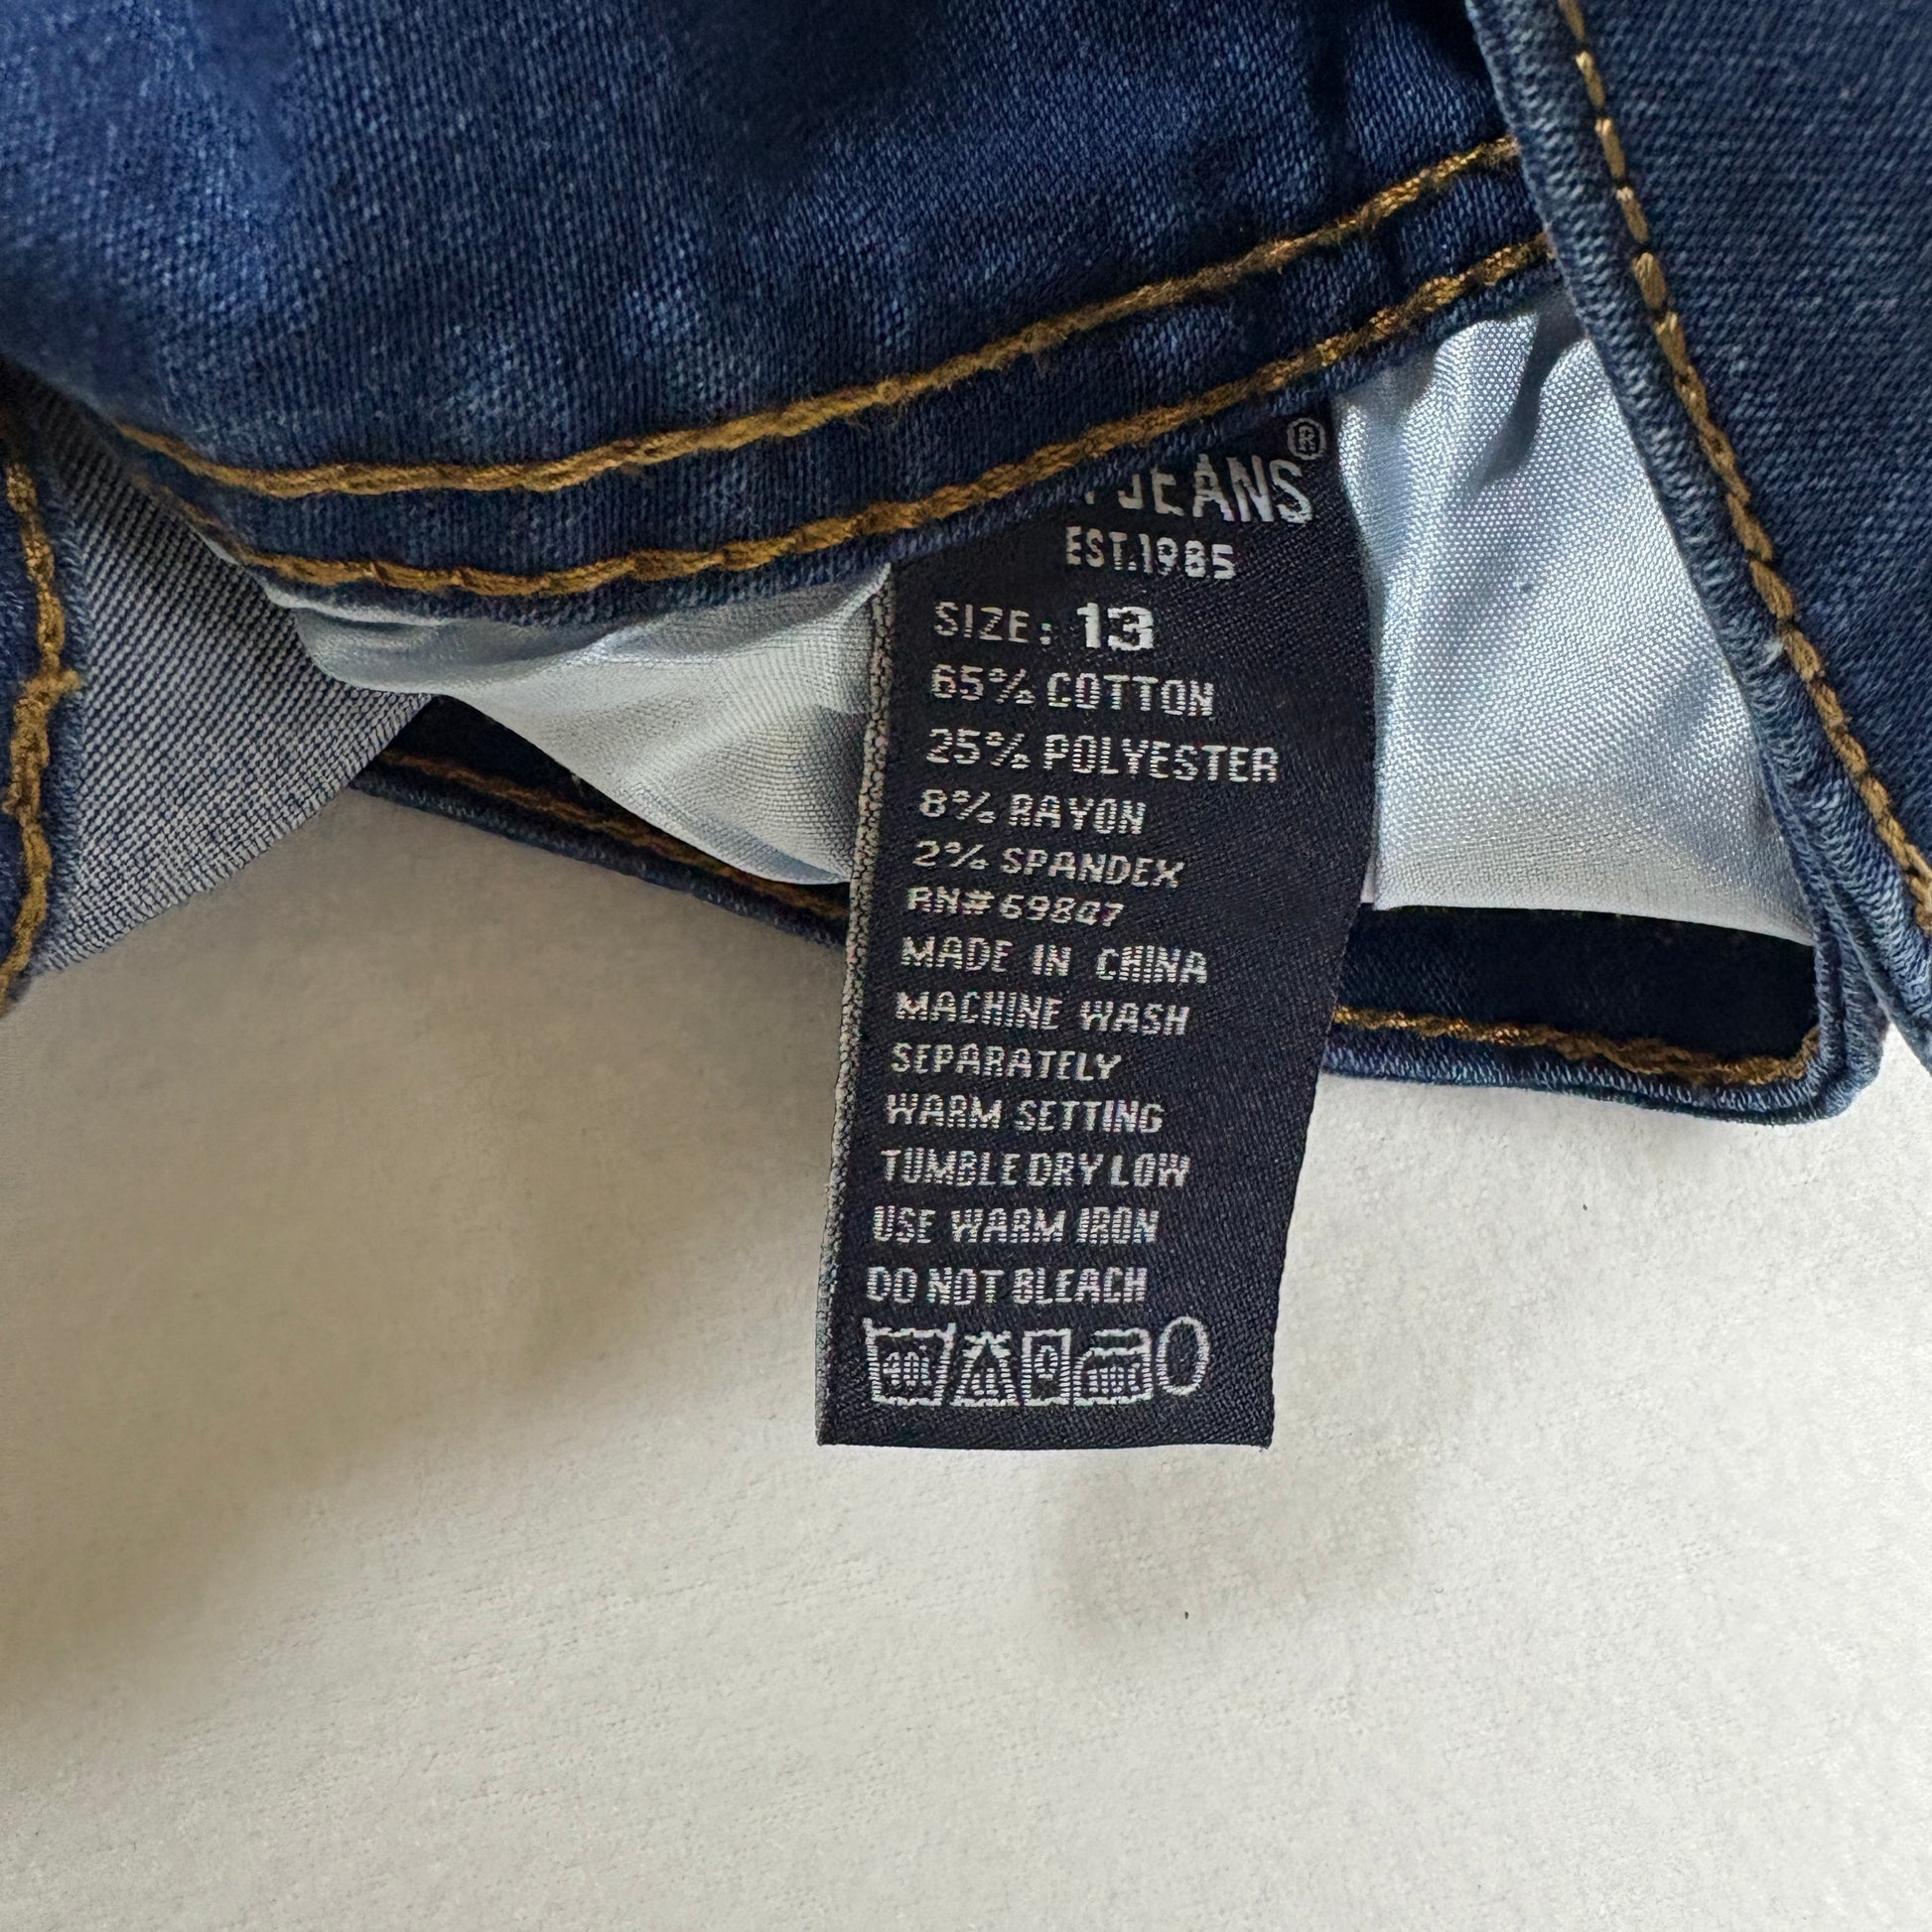 JEANS®
EST.1985
SIZE: 13
65% COTTON
25% POLYESTER
8% RAYON
2% SPANDEX
RN#69807
MADE IN CHINA
MACHINE WASH
SEPARATELY
WARM SETTING
TUMBLE DRY LOW
USE WARM IRON
DO NOT BLEACH